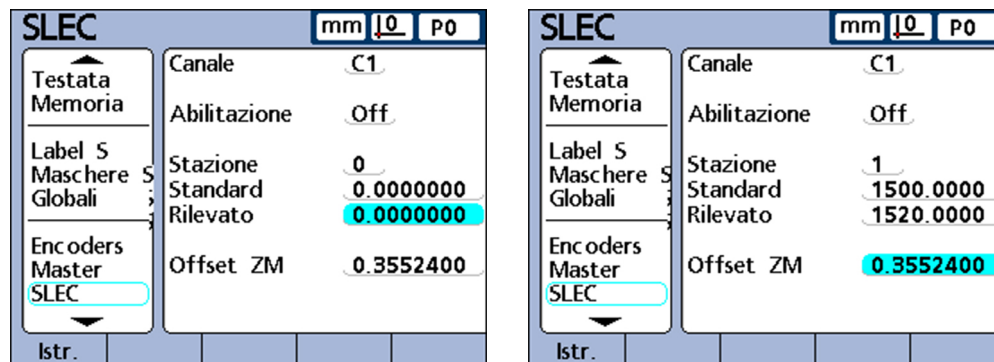 SLEC mm 0 P0
Testata
Memoria
Label S
Maschere S
Globali
Encoders
Master
SLEC
Canale C1
Abilitazione Off
Stazione 0
Standard 0.0000000
Rilevato 0.0000000
Offset ZM 0.3552400
Istr.
SLEC mm 0 P0
Testata
Memoria
Label S
Maschere S
Globali
Encoders
Master
SLEC
Canale C1
Abilitazione Off
Stazione 1
Standard 1500.0000
Rilevato 1520.0000
Offset ZM 0.3552400
Istr.